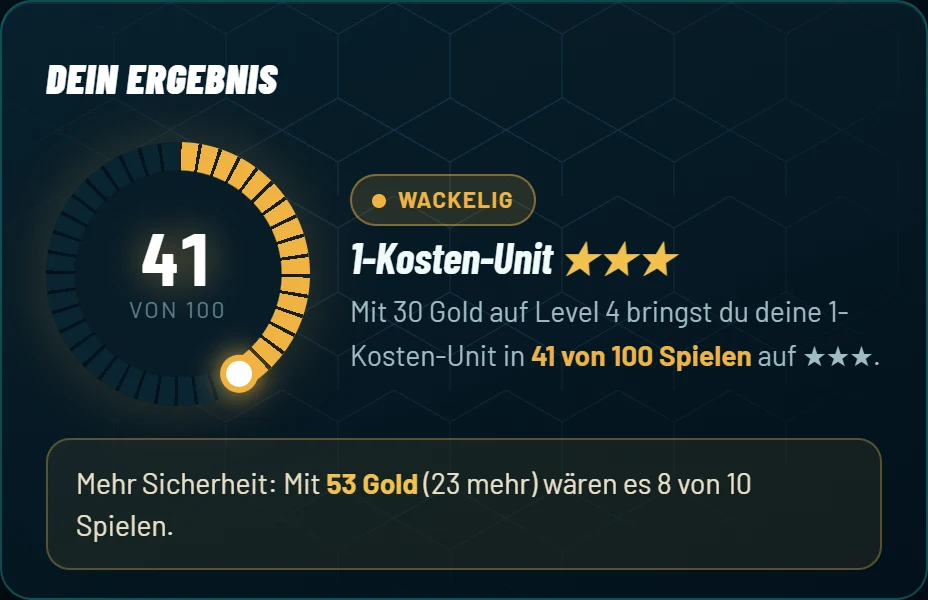 DEIN ERGEBNIS
41
VON 100
WACKELIG
1-Kosten-Unit ★★★
Mit 30 Gold auf Level 4 bringst du deine 1-
Kosten-Unit in 41 von 100 Spielen auf ★★★.
Mehr Sicherheit: Mit 53 Gold (23 mehr) wären es 8 von 10
Spielen.